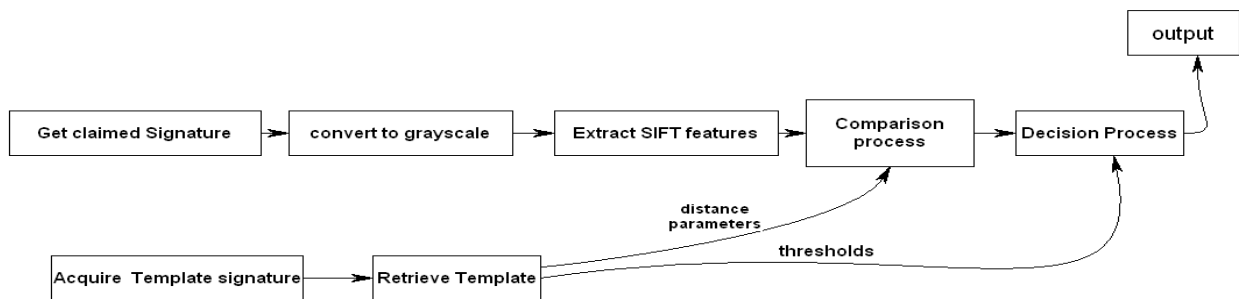 output
Get claimed Signature
convert to grayscale
Extract SIFT features
Comparison
process
Decision Process
distance
parameters
thresholds
Acquire Template signature
Retrieve Template